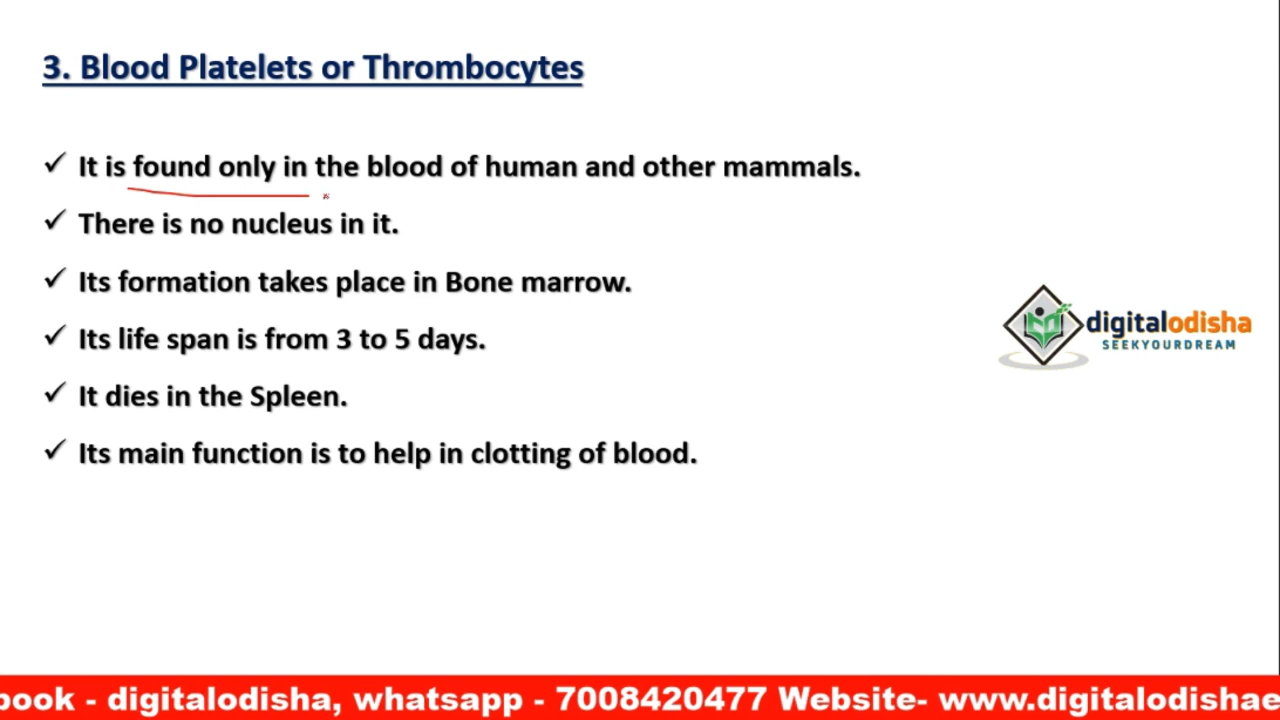 3. Blood Platelets or Thrombocytes
✓ It is found only in the blood of human and other mammals.
✓ There is no nucleus in it.
✓ Its formation takes place in Bone marrow.
✓ Its life span is from 3 to 5 days.
✓ It dies in the Spleen.
✓ Its main function is to help in clotting of blood.
digitalodisha
SEEKYOURDREAM
book - digitalodisha, whatsapp - 7008420477 Website- www.digitalodishae